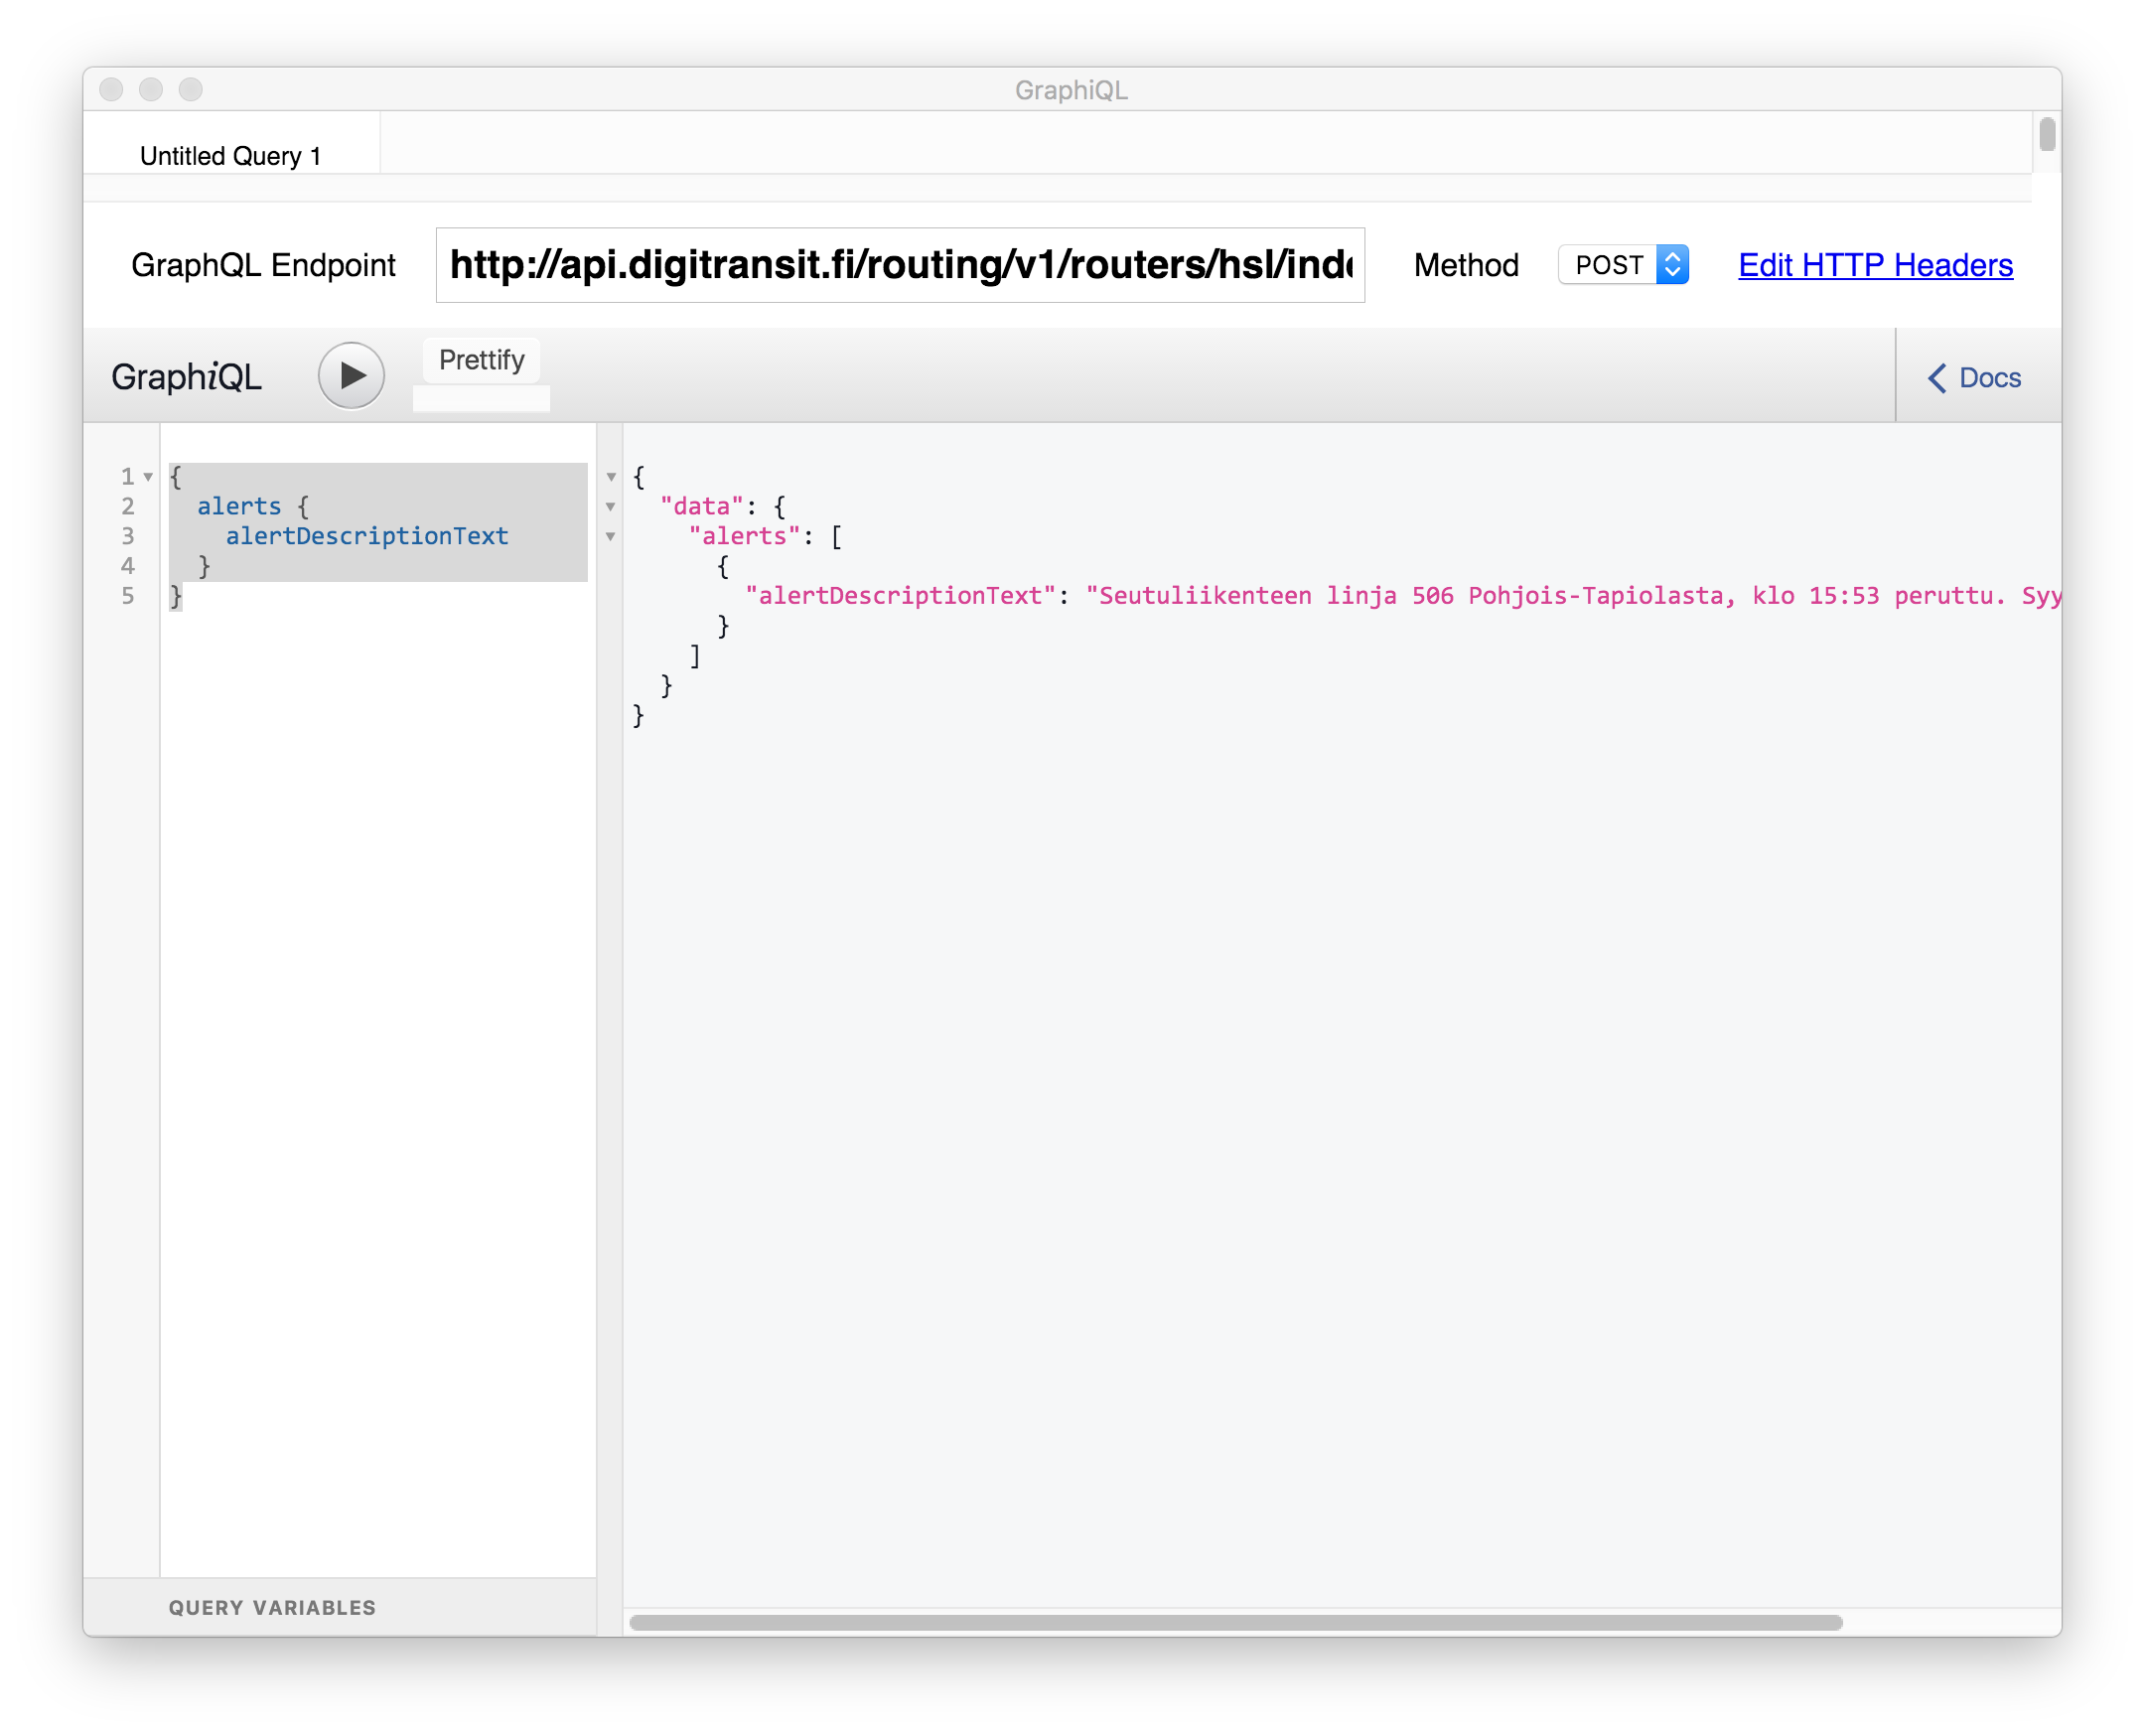 GraphiQL
Untitled Query 1
GraphQL Endpoint http://api.digitransit.fi/routing/v1/routers/hsl/ind Method POST Edit HTTP Headers
GraphiQL Prettify Docs
1 {
2 alerts {
3 alertDescriptionText
4 }
5 }
{
"data": {
"alerts": [
{
"alertDescriptionText": "Seutuliikenteen linja 506 Pohjois-Tapiolasta, klo 15:53 peruttu. Syy
}
]
}
}
QUERY VARIABLES